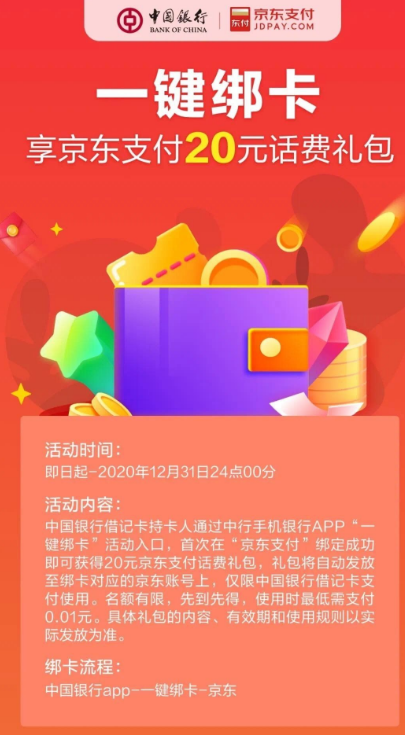 中国银行 京东支付
BANK OF CHINA 东付 JDPAY.COM
一键绑卡
享京东支付20元话费礼包
活动时间：
即日起-2020年12月31日24点00分
活动内容：
中国银行借记卡持卡人通过中行手机银行APP“一
键绑卡”活动入口，首次在“京东支付”绑定成功
即可获得20元京东支付话费礼包，礼包将自动发放
至绑卡对应的京东账号上，仅限中国银行借记卡支
付使用。名额有限，先到先得，使用时最低需支付
0.01元。具体礼包的内容、有效期和使用规则以实
际发放为准。
绑卡流程：
中国银行app-一键绑卡-京东